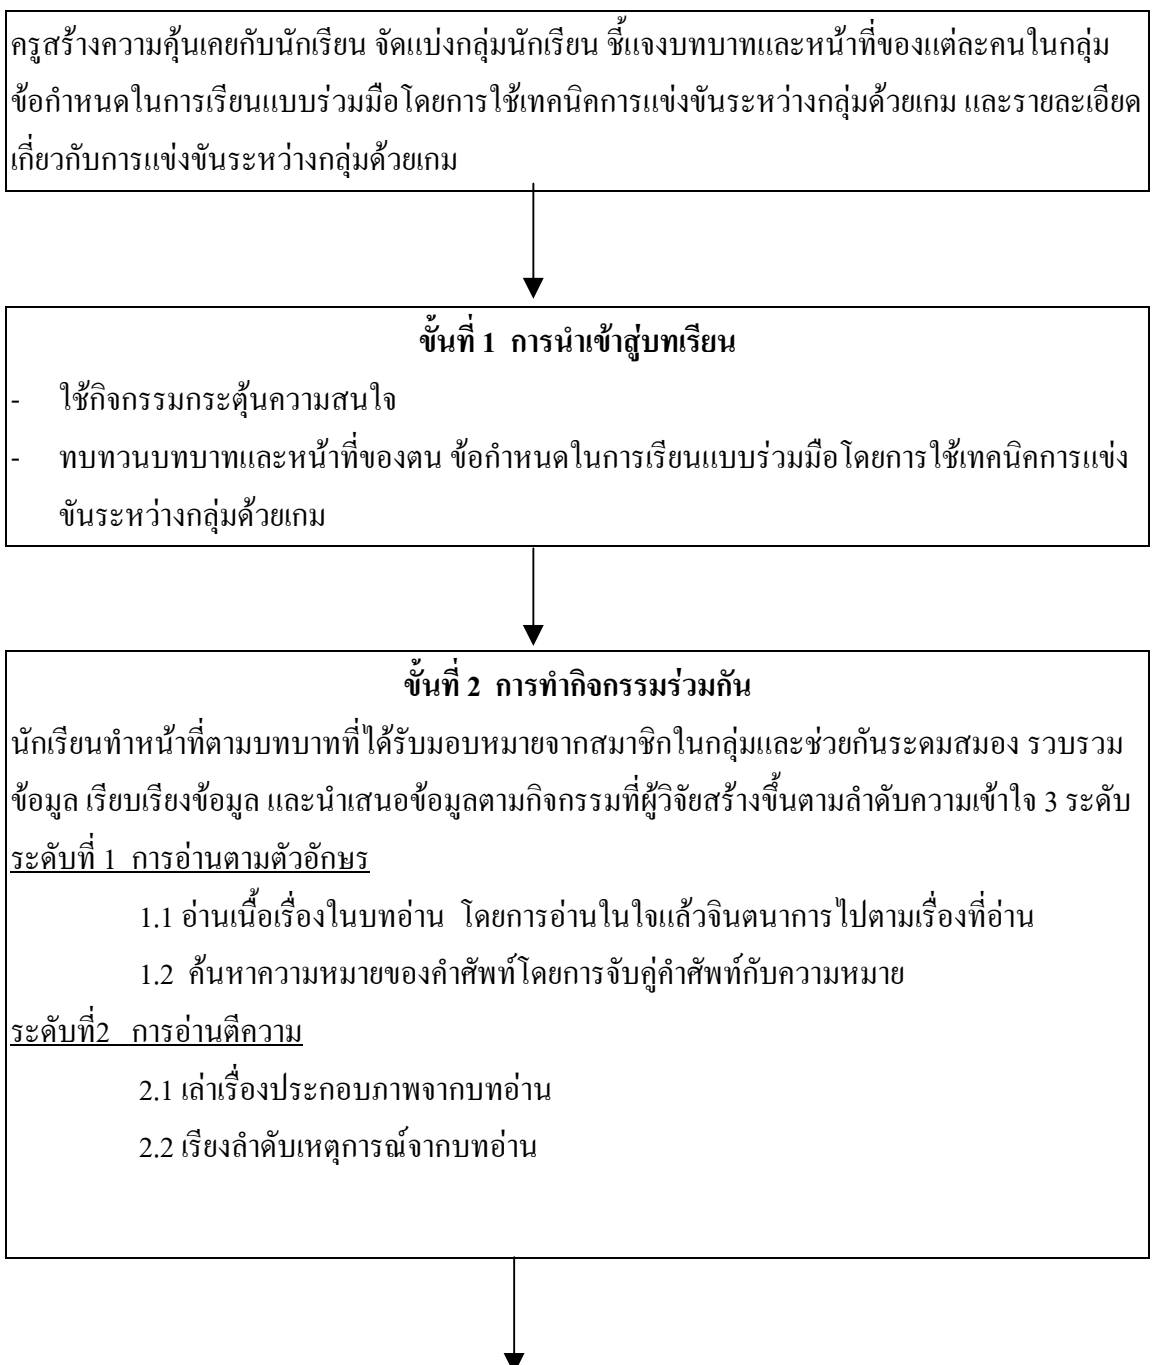 ครูสร้างความคุ้นเคยกับนักเรียน จัดแบ่งกลุ่มนักเรียน ชี้แจงบทบาทและหน้าที่ของแต่ละคนในกลุ่ม
ข้อกำหนดในการเรียนแบบร่วมมือโดยการใช้เทคนิคการแข่งขันระหว่างกลุ่มด้วยเกม และรายละเอียด
เกี่ยวกับการแข่งขันระหว่างกลุ่มด้วยเกม
ขั้นที่ 1 การนำเข้าสู่บทเรียน
- ใช้กิจกรรมกระตุ้นความสนใจ
- ทบทวนบทบาทและหน้าที่ของตน ข้อกำหนดในการเรียนแบบร่วมมือโดยการใช้เทคนิคการแข่ง
ขันระหว่างกลุ่มด้วยเกม
ขั้นที่ 2 การทำกิจกรรมร่วมกัน
นักเรียนทำหน้าที่ตามบทบาทที่ได้รับมอบหมายจากสมาชิกในกลุ่มและช่วยกันระดมสมอง รวบรวม
ข้อมูล เรียบเรียงข้อมูล และนำเสนอข้อมูลตามกิจกรรมที่ผู้วิจัยสร้างขึ้นตามลำดับความเข้าใจ 3 ระดับ
ระดับที่ 1 การอ่านตามตัวอักษร
1.1 อ่านเนื้อเรื่องในบทอ่าน โดยการอ่านในใจแล้วจินตนาการไปตามเรื่องที่อ่าน
1.2 ค้นหาความหมายของคำศัพท์โดยการจับคู่คำศัพท์กับความหมาย
ระดับที่2 การอ่านตีความ
2.1 เล่าเรื่องประกอบภาพจากบทอ่าน
2.2 เรียงลำดับเหตุการณ์จากบทอ่าน